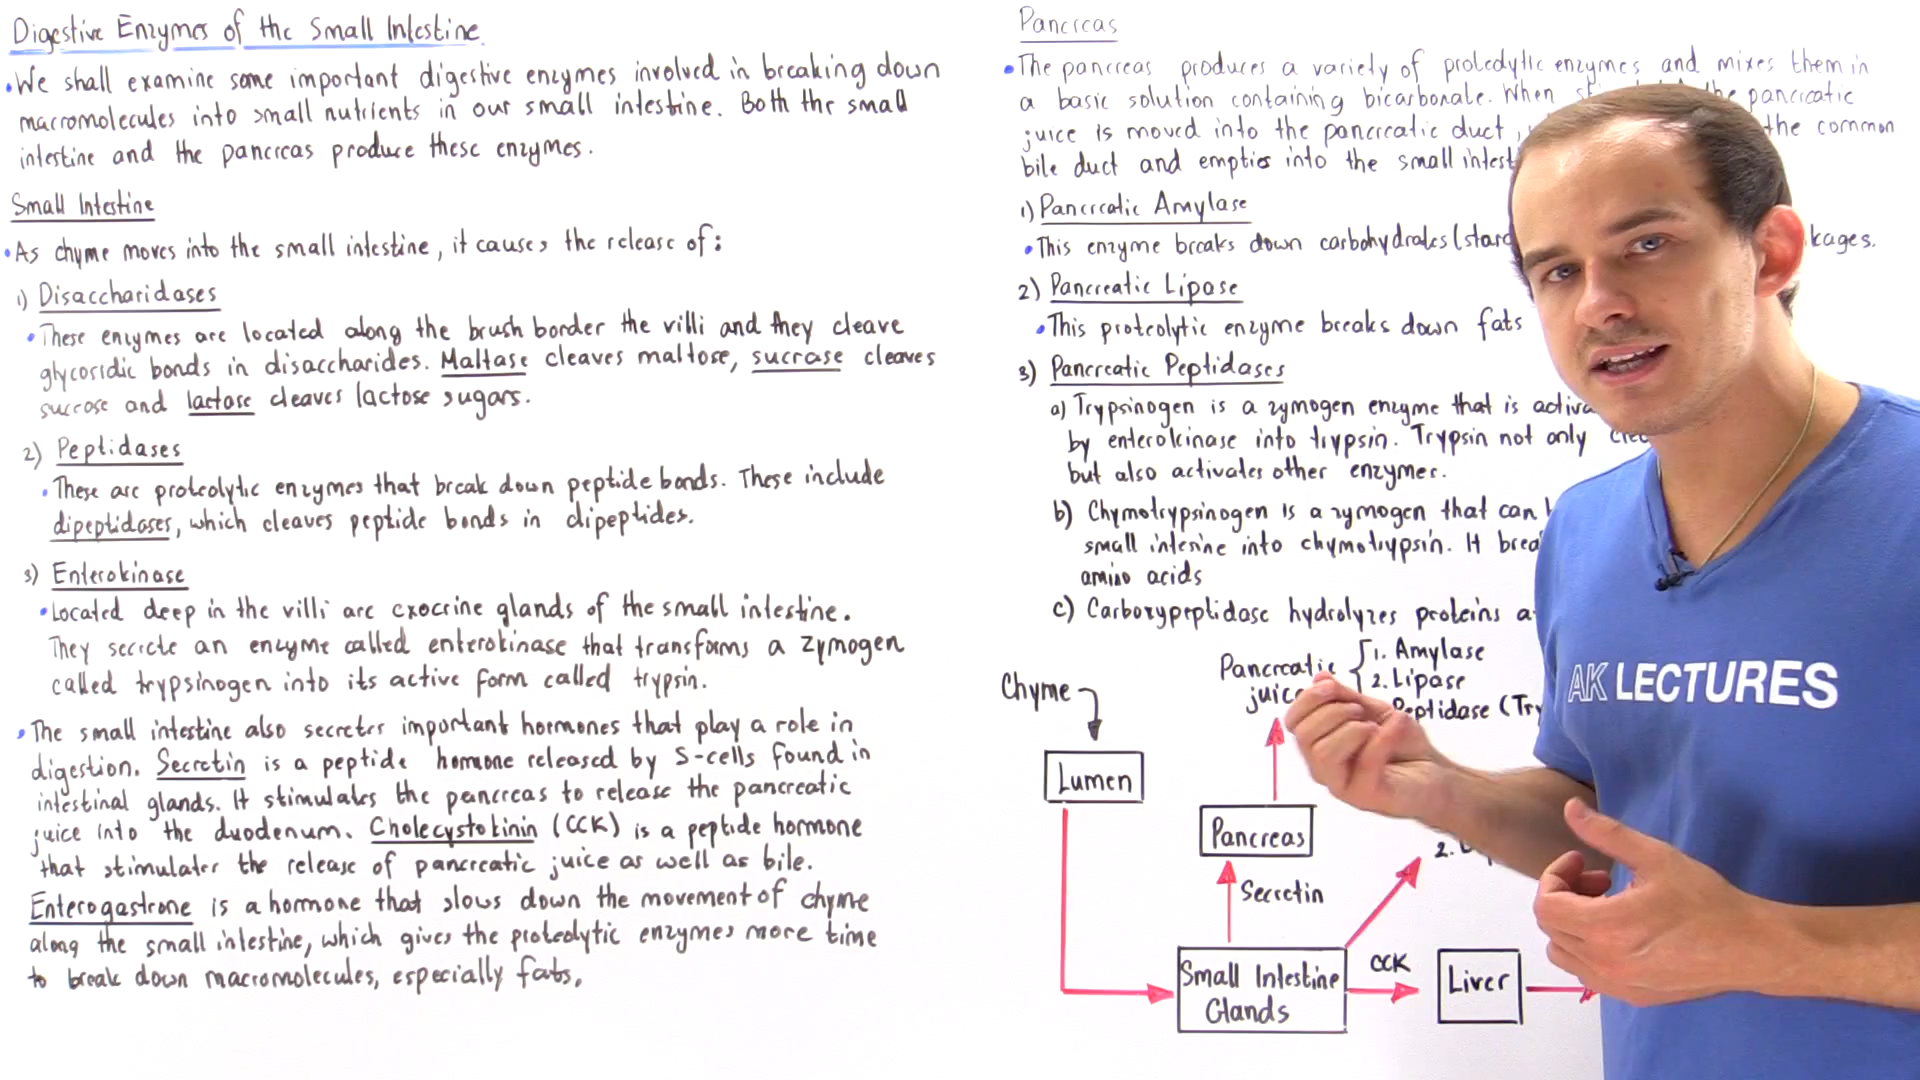 Digestive Enzymes of the Small Intestine
• We shall examine some important digestive enzymes involved in breaking down
macromolecules into small nutrients in our small intestine. Both the small
intestine and the pancreas produce these enzymes.
Small Intestine
• As chyme moves into the small intestine, it causes the release of:
1) Disaccharidases
• These enzymes are located along the brush border the villi and they cleave
glycosidic bonds in disaccharides. Maltase cleaves maltose, sucrase cleaves
sucrose and lactase cleaves lactose sugars.
2) Peptidases
• These are proteolytic enzymes that break down peptide bonds. These include
dipeptidases, which cleaves peptide bonds in dipeptides.
3) Enterokinase
• Located deep in the villi are exocrine glands of the small intestine.
They secrete an enzyme called enterokinase that transforms a zymogen
called trypsinogen into its active form called trypsin.
• The small intestine also secretes important hormones that play a role in
digestion. Secretin is a peptide hormone released by S-cells found in
intestinal glands. It stimulates the pancreas to release the pancreatic
juice into the duodenum. Cholecystokinin (CCK) is a peptide hormone
that stimulates the release of pancreatic juice as well as bile.
Enterogastrone is a hormone that slows down the movement of chyme
along the small intestine, which gives the proteolytic enzymes more time
to break down macromolecules, especially fats.
Pancreas
• The pancreas produces a variety of proteolytic enzymes and mixes them in
a basic solution containing bicarbonate. When the pancreatic
juice is moved into the pancreatic duct, the common
bile duct and empties into the small
1) Pancreatic Amylase
• This enzyme breaks down carbohydrates
2) Pancreatic Lipase
• This proteolytic enzyme breaks down fats
3) Pancreatic Peptidases
a) Trypsinogen is a zymogen enzyme that is
by enterokinase into trypsin. Trypsin not only
but also activates other enzymes.
b) Chymotrypsinogen is a zymogen that can
small intesine into chymotrypsin. It
amino acids
c) Carboxypeptidase hydrolyzes proteins
Chyme
Lumen
Pancreatic
juice
1. Amylase
2. Lipase
Peptidase
Pancreas
Secretin
2.
Small Intestine
Glands
CCK
Liver
AK LECTURES